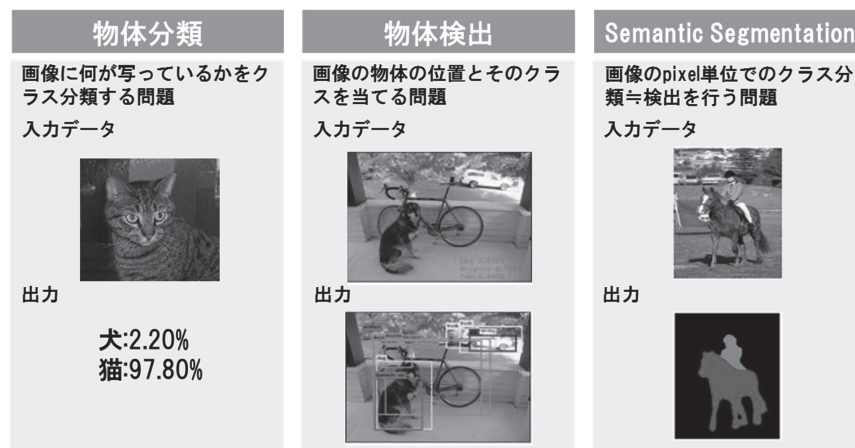 物体分類
画像に何が写っているかをク
ラス分類する問題
入力データ
出力
犬:2.20%
猫:97.80%
物体検出
画像の物体の位置とそのクラ
スを当てる問題
入力データ
出力
Semantic Segmentation
画像のpixel単位でのクラス分
類≒検出を行う問題
入力データ
出力